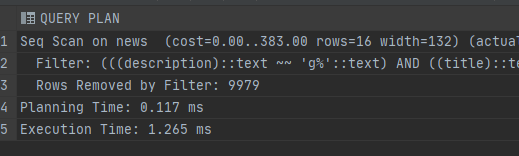 QUERY PLAN
1 Seq Scan on news (cost=0.00..383.00 rows=16 width=132) (actua
2 Filter: (((description)::text ~~ 'g%'::text) AND ((title)::te
3 Rows Removed by Filter: 9979
4 Planning Time: 0.117 ms
5 Execution Time: 1.265 ms